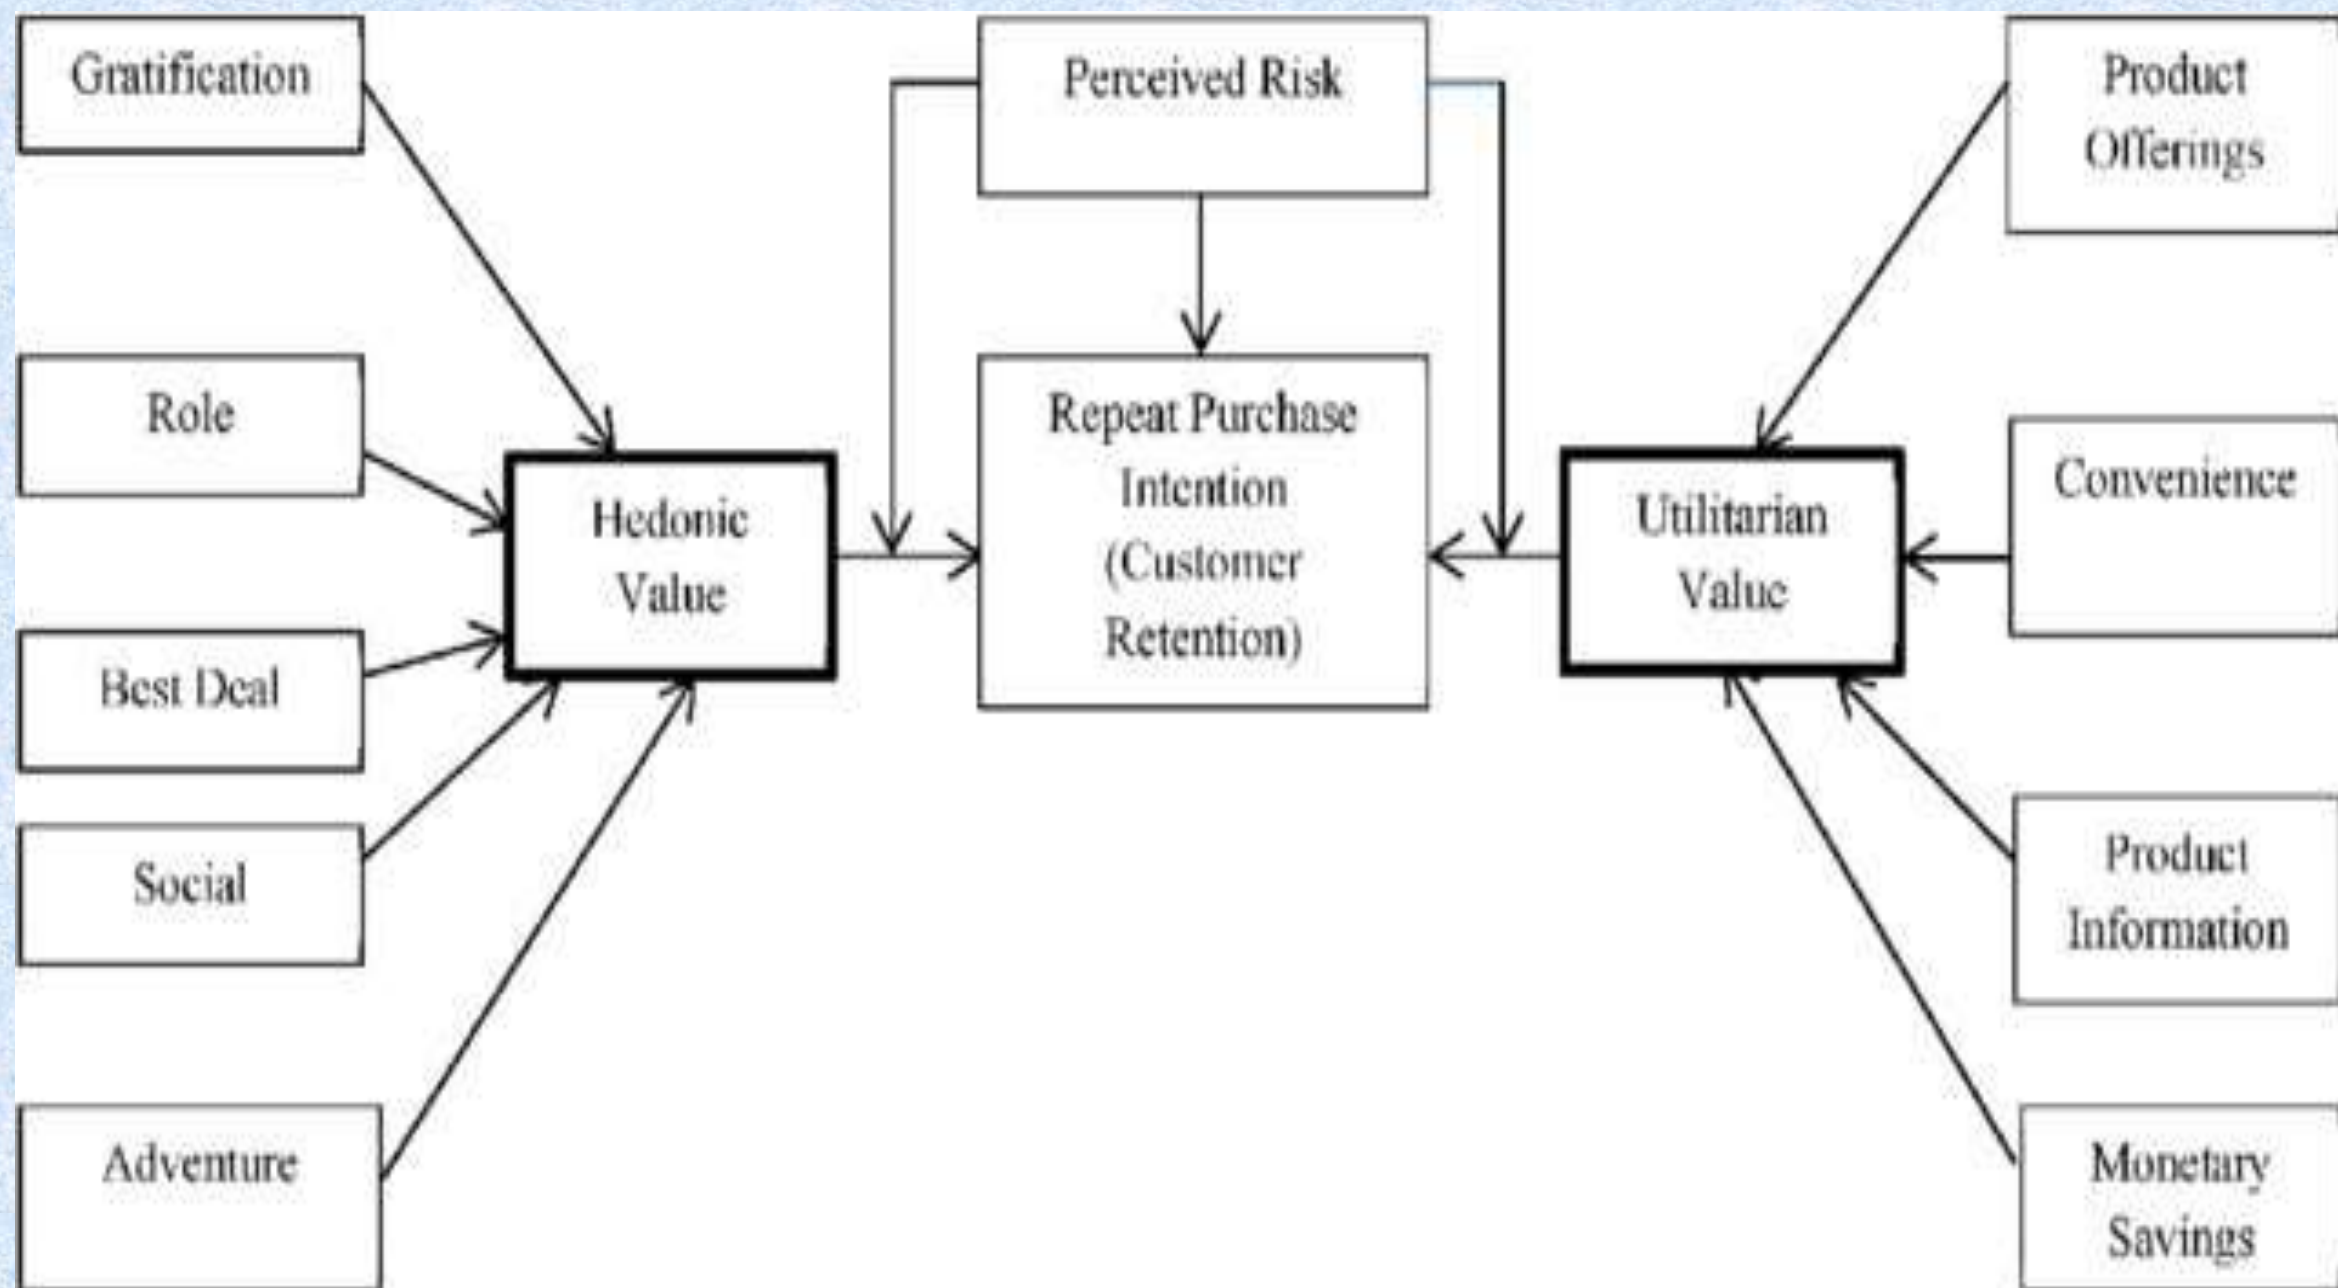 Gratification
Perceived Risk
Product
Offerings
Role
Repeat Purchase
Intention
(Customer
Retention)
Convenience
Hedonic
Value
Utilitarian
Value
Best Deal
Social
Product
Information
Adventure
Monetary
Savings